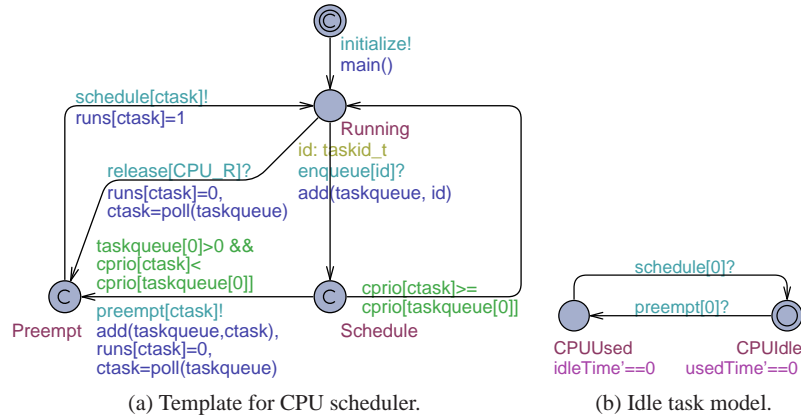 C
initialize!
main()
schedule[ctask]!
runs[ctask]=1
Running
id: taskid_t
enqueue[id]?
add(taskqueue, id)
release[CPU_R]?
runs[ctask]=0,
ctask=poll(taskqueue)
taskqueue[0]>0 &&
cprio[ctask]<
cprio[taskqueue[0]]
C
Preempt
preempt[ctask]!
add(taskqueue,ctask),
runs[ctask]=0,
ctask=poll(taskqueue)
C
Schedule
cprio[ctask]>=
cprio[taskqueue[0]]
(a) Template for CPU scheduler.
schedule[0]?
preempt[0]?
CPUUsed
idleTime'==0
CPUIdle
usedTime'==0
(b) Idle task model.